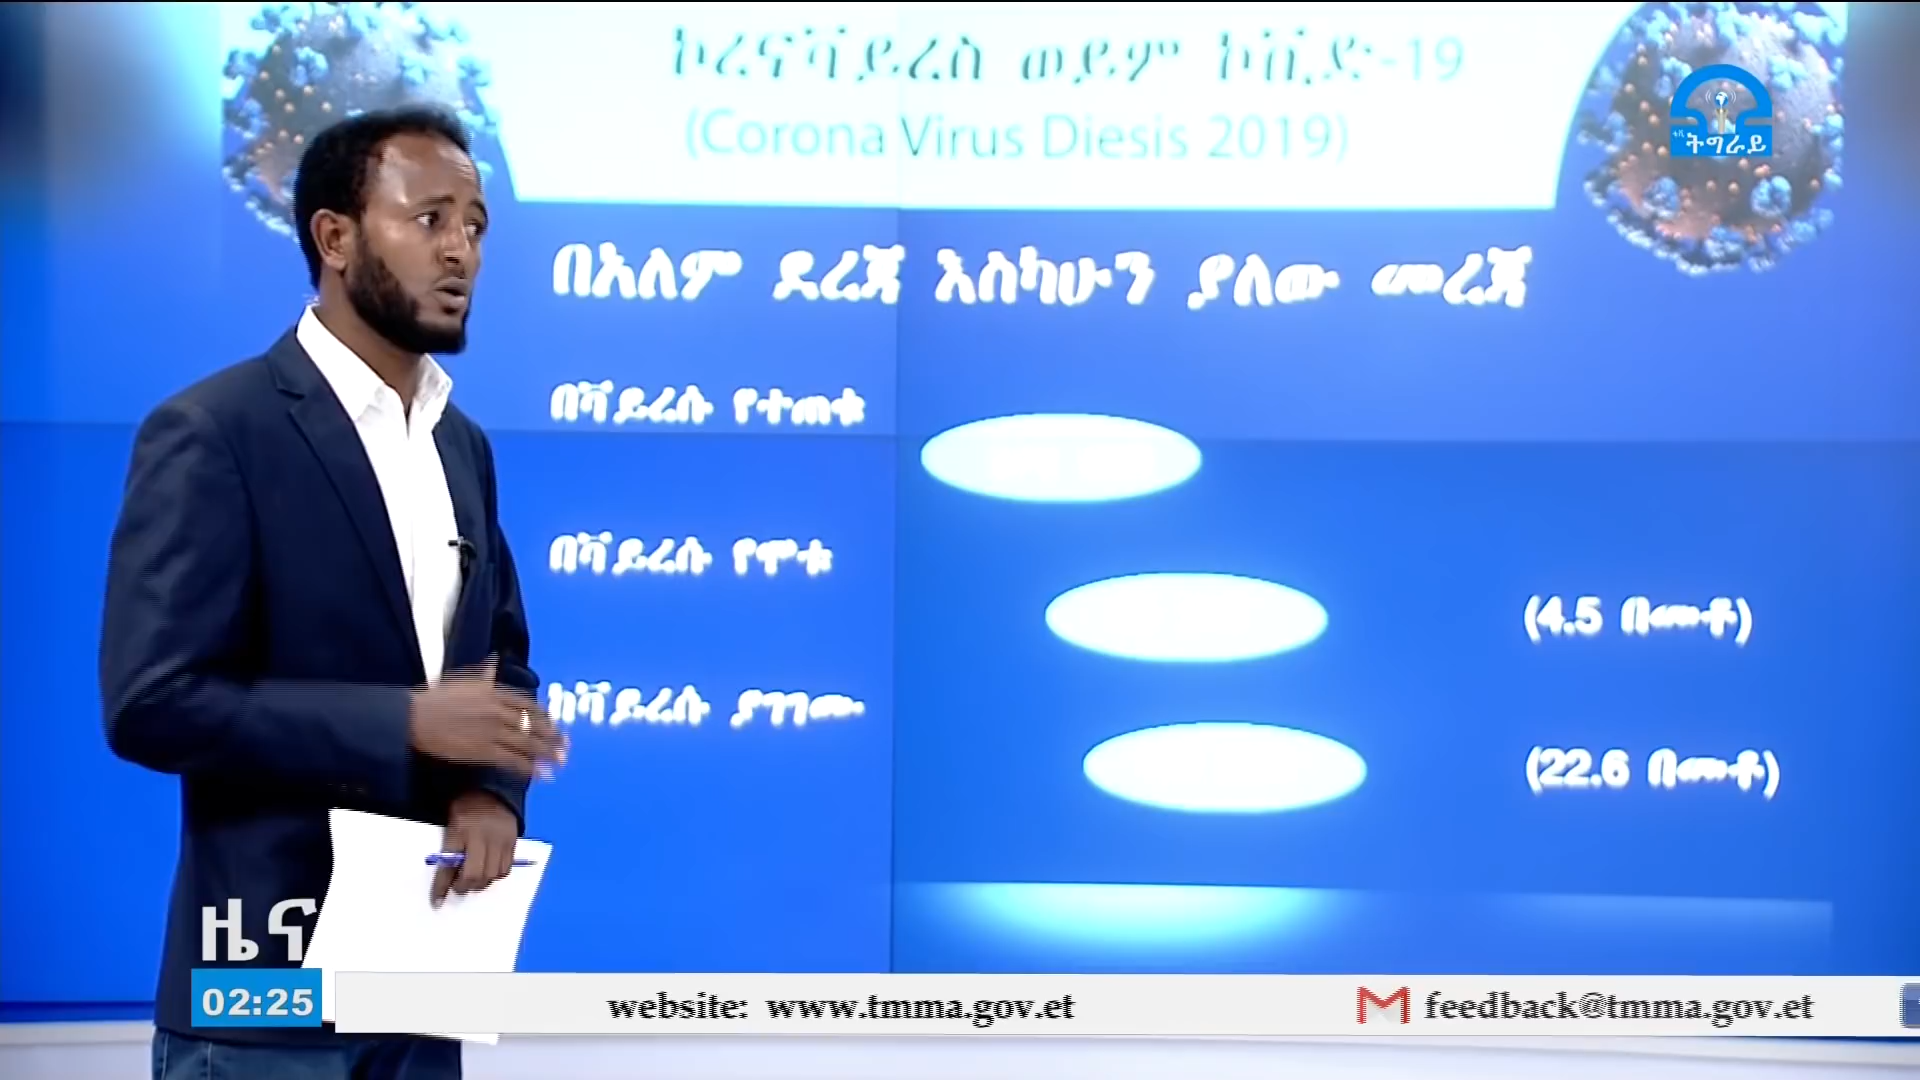 ኮረናቫይረስ ወይም ኮቪድ-19
(Corona Virus Diesis 2019)
ትግራይ
በአለም ደረጃ እስካሁን ያለው መረጃ
በቫይረሱ የተጠቁ
በቫይረሱ የሞቱ
(4.5 በመቶ)
ከቫይረሱ ያገገሙ
(22.6 በመቶ)
ዜና
02:25
website: www.tmma.gov.et
feedback@tmma.gov.et